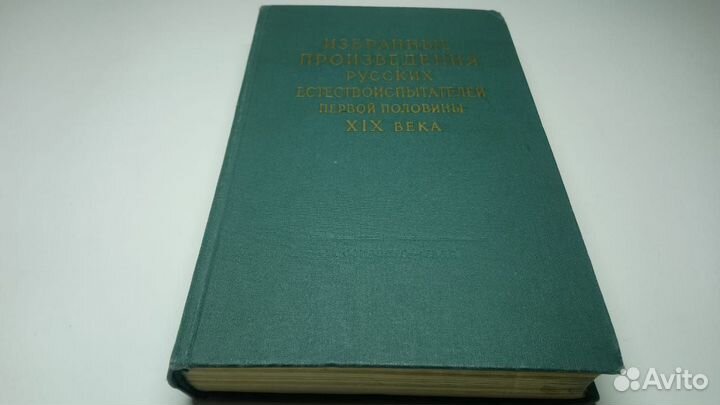 ИЗБРАННЫЕ
ПРОИЗВЕДЕНИЯ
РУССКИХ
ЕСТЕСТВОИСПЫТАТЕЛЕЙ
ПЕРВОЙ ПОЛОВИНЫ
XIX ВЕКА
Avito